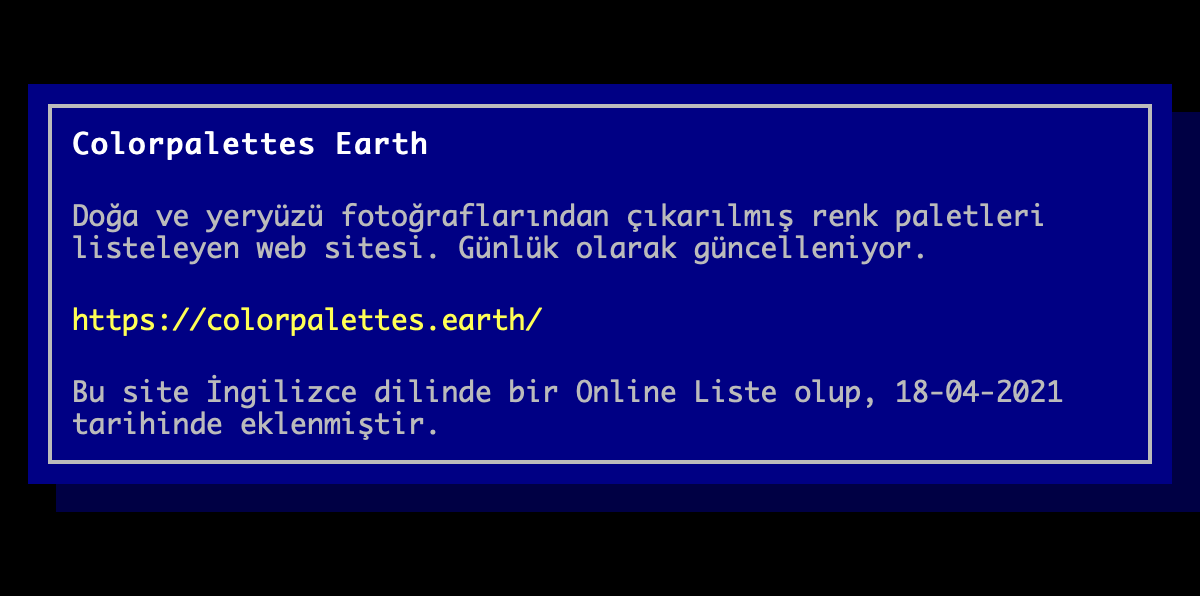 Colorpalettes Earth
Doğa ve yeryüzü fotoğraflarından çıkarılmış renk paletleri
listeleyen web sitesi. Günlük olarak güncelleniyor.
https://colorpalettes.earth/
Bu site İngilizce dilinde bir Online Liste olup, 18-04-2021
tarihinde eklenmiştir.